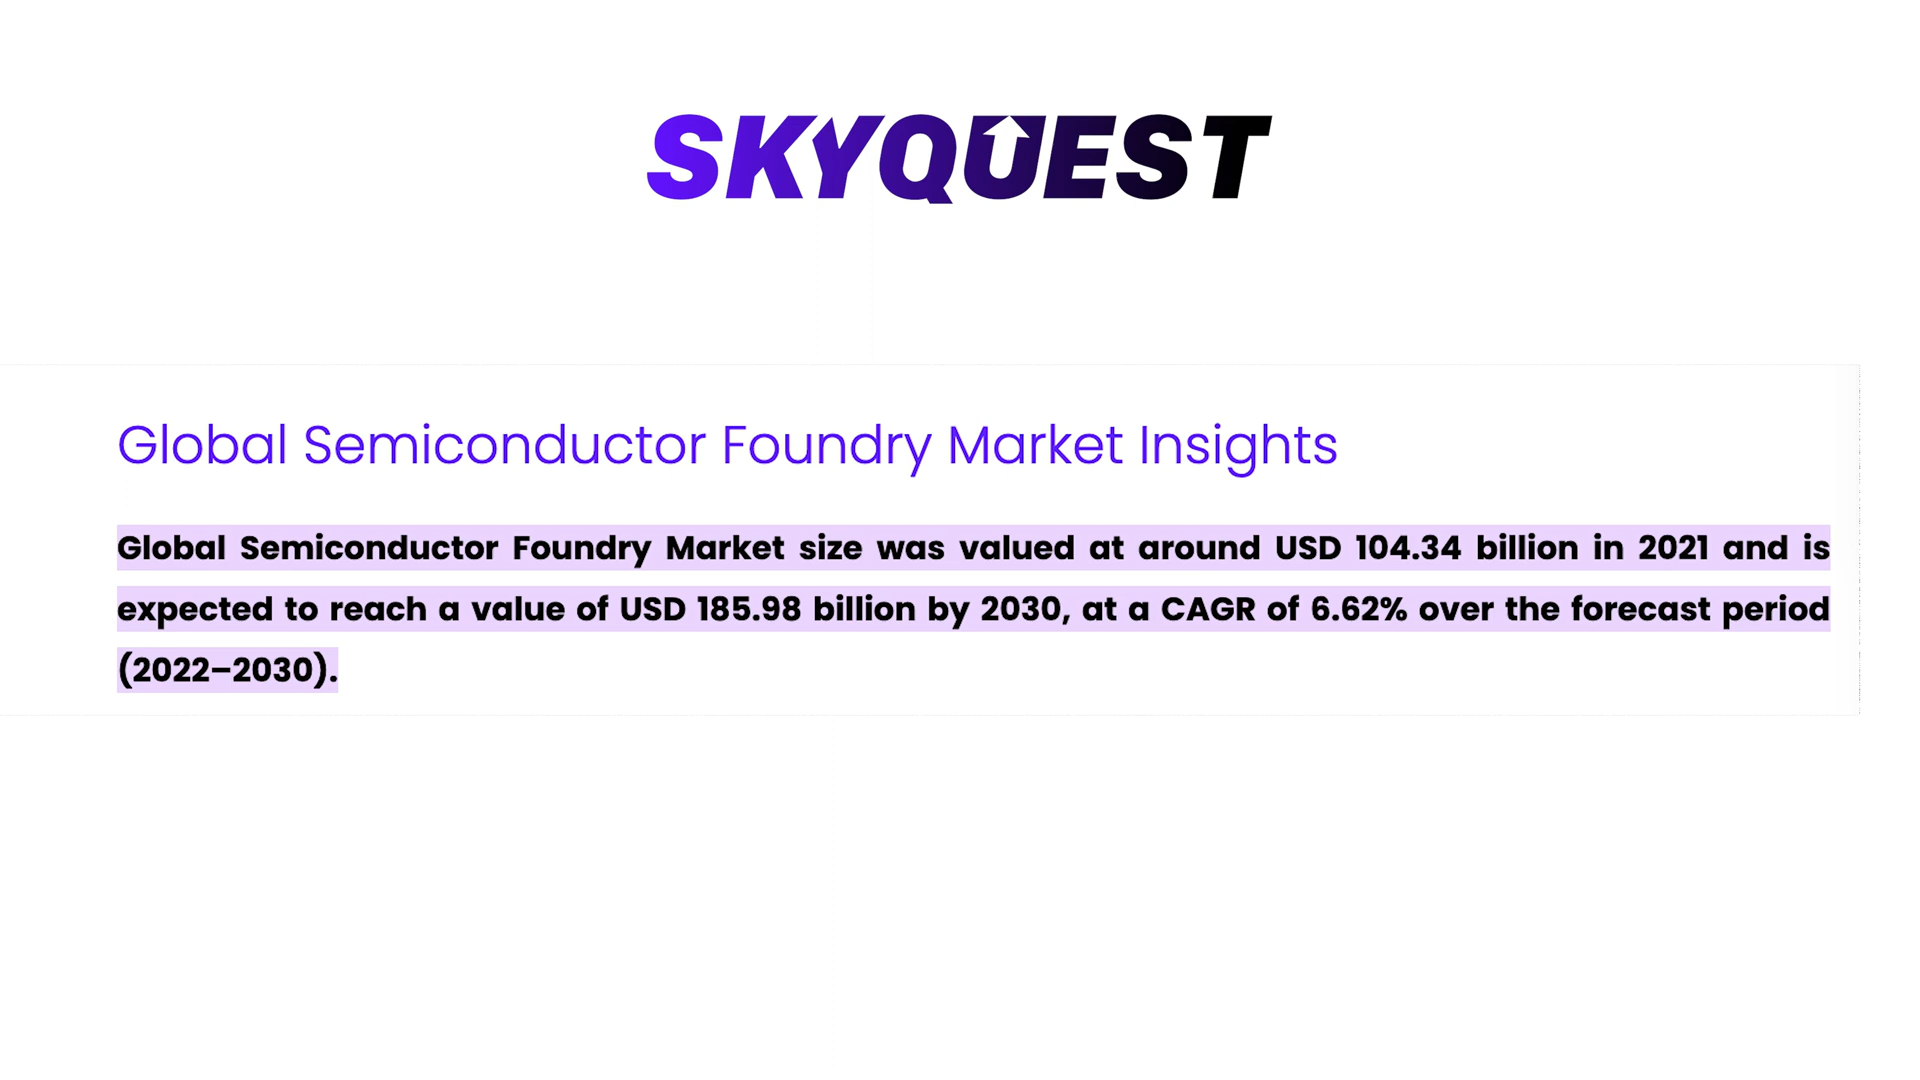 SKYQUEST
Global Semiconductor Foundry Market Insights
Global Semiconductor Foundry Market size was valued at around USD 104.34 billion in 2021 and is
expected to reach a value of USD 185.98 billion by 2030, at a CAGR of 6.62% over the forecast period
(2022–2030).